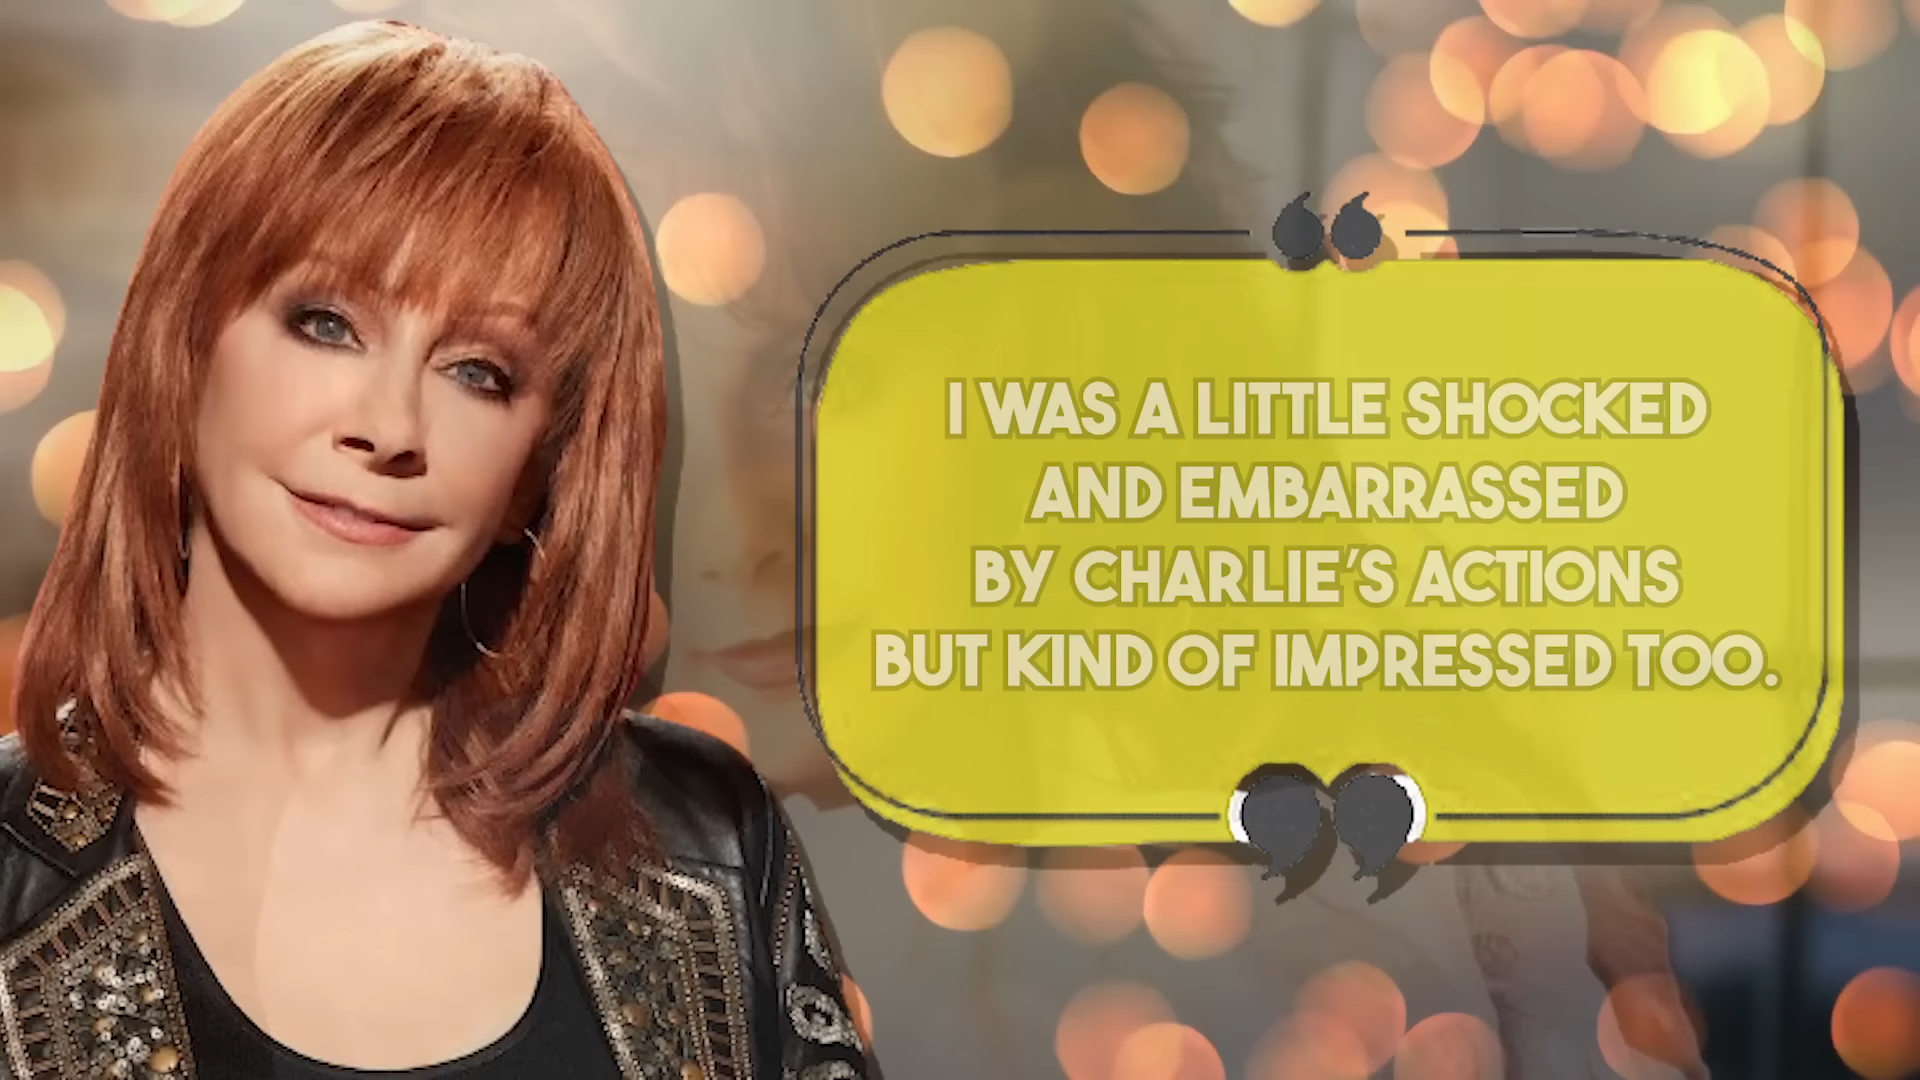 I WAS A LITTLE SHOCKED
AND EMBARRASSED
BY CHARLIE'S ACTIONS
BUT KIND OF IMPRESSED TOO.